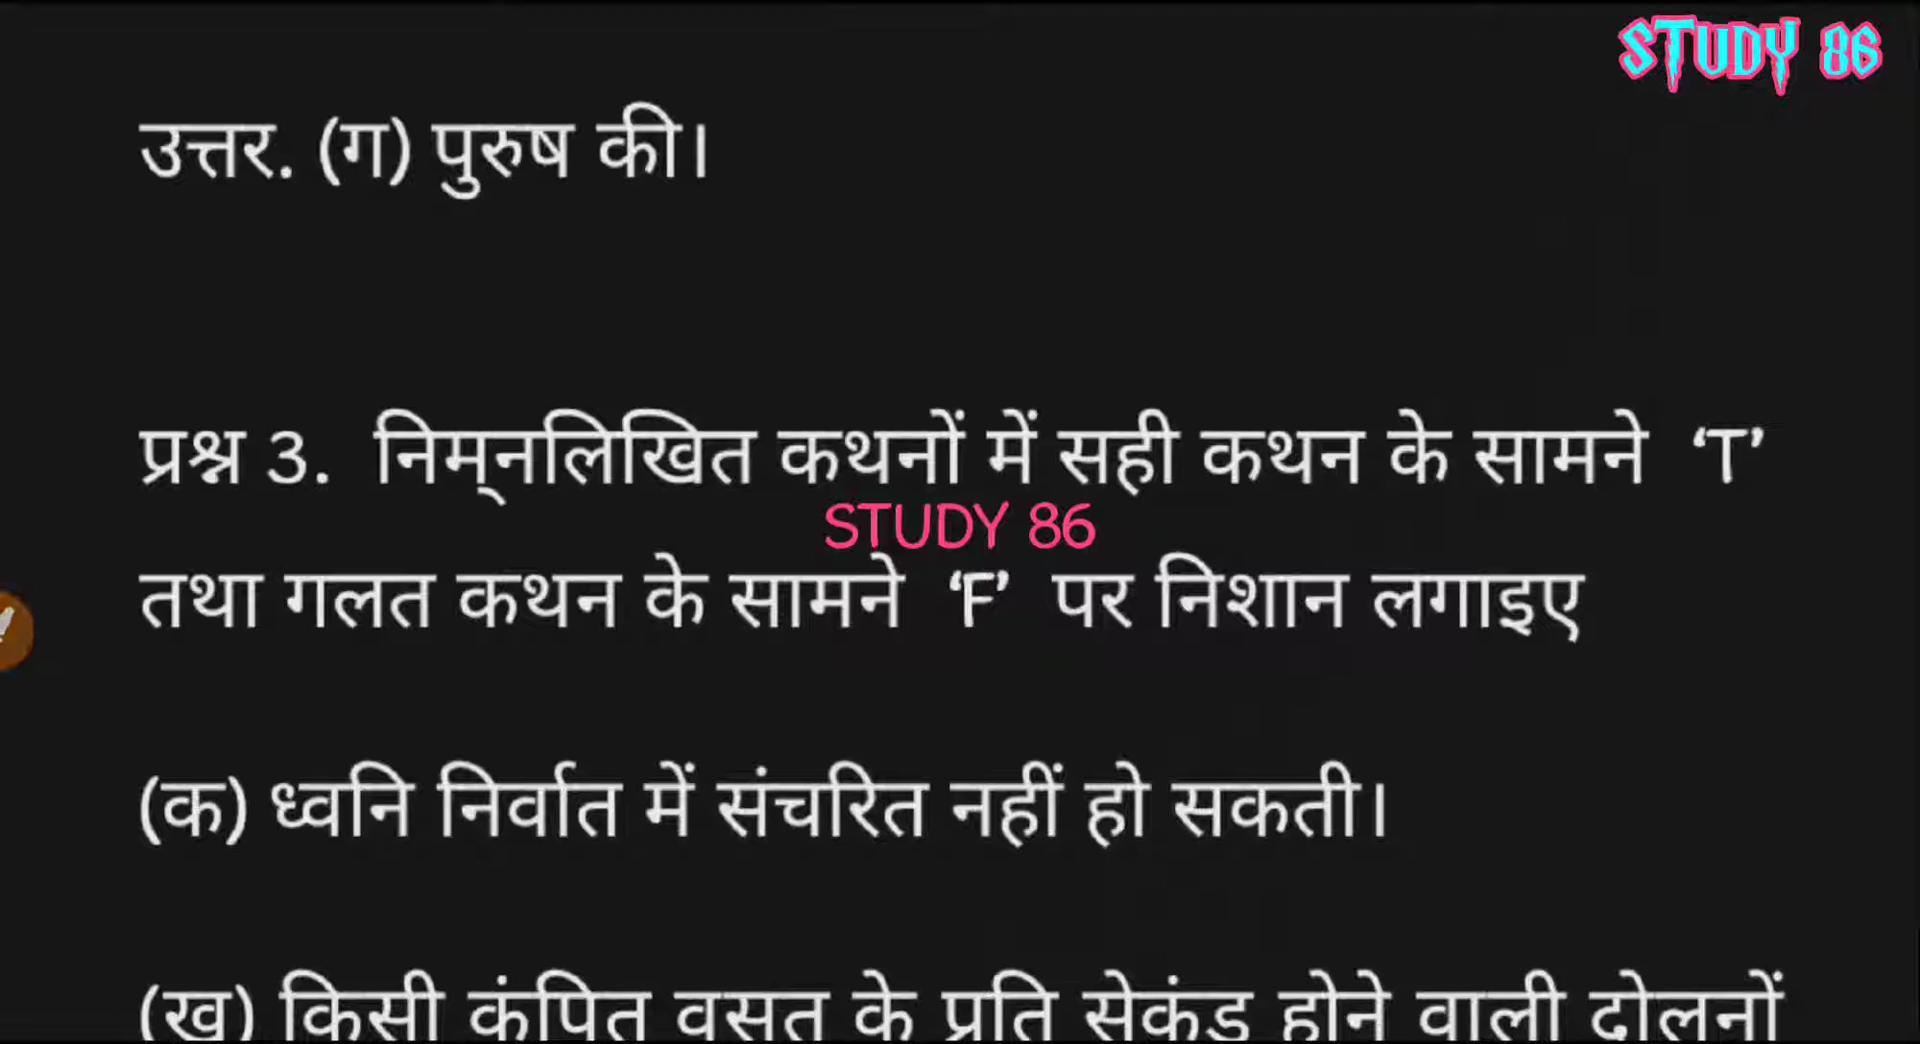 STUDY 86
उत्तर. (ग) पुरुष की।
प्रश्न 3. निम्‌नलिखित कथनों में सही कथन के सामने ‘T’
STUDY 86
तथा गलत कथन के सामने ‘F’ पर निशान लगाइए
(क) ध्वनि निर्वात में संचरित नहीं हो सकती।
(ख) किसी कंपित वस्तु के प्रति सेकंड होने वाली दोलनों